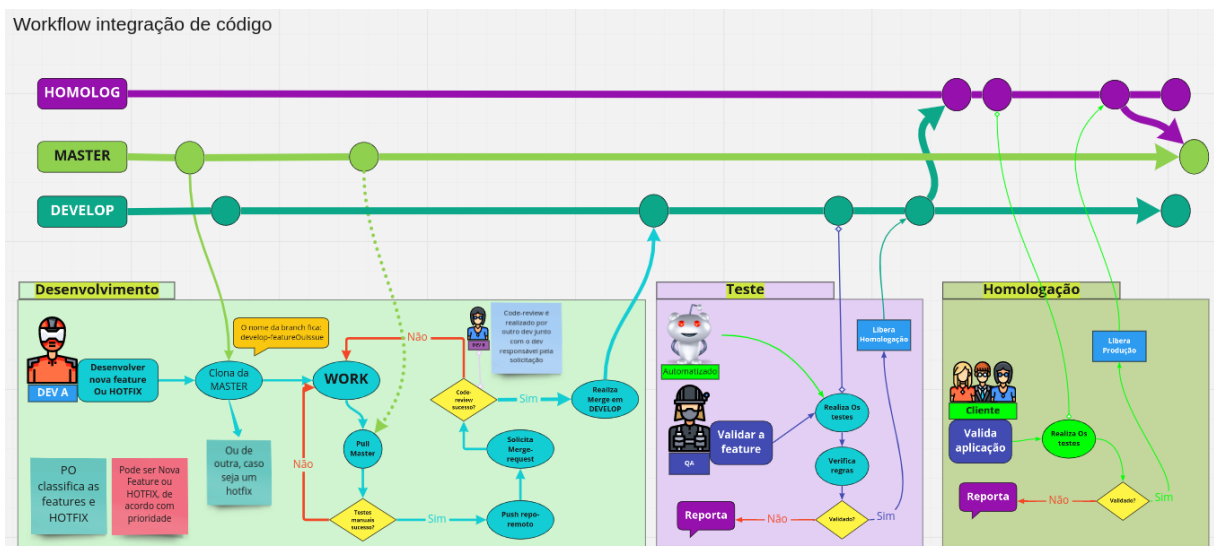 Workflow integração de código
HOMOLOG
MASTER
DEVELOP
Desenvolvimento
DEV A
Desenvolver
nova feature
Ou HOTFIX
O nome da branch fica:
develop-featureOuIssue
Clona da
MASTER
WORK
Não
Pull
Master
Não
Testes
manuais
sucesso?
Sim
Push repo-
remoto
Solicita
Merge-
request
Code-
review
sucesso?
DEV B
Code-review é
realizado por
outro dev junto
com o dev
responsável pela
solicitação
Sim
Realiza
Merge em
DEVELOP
Ou de
outra, caso
seja um
hotfix
PO
classifica as
features e
HOTFIX
Pode ser Nova
Feature ou
HOTFIX, de
acordo com
prioridade
Teste
Automatizado
QA
Validar a
feature
Realiza Os
testes
Verifica
regras
Validado?
Não
Reporta
Sim
Libera
Homologação
Homologação
Cliente
Valida
aplicação
Realiza Os
testes
Validado?
Não
Reporta
Sim
Libera
Produção